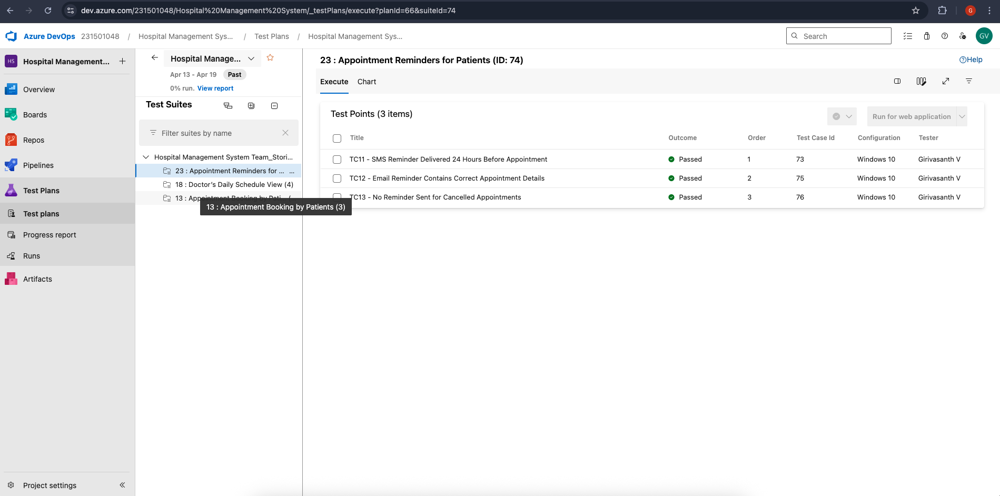 dev.azure.com/231501048/Hospital%20Management%20System/_testPlans/execute?planId=66&suiteId=74
G
Azure DevOps 231501048 / Hospital Management Sys... / Test Plans / Hospital Management Sys...
Search
GV
HS Hospital Management...
Overview
Boards
Repos
Pipelines
Test Plans
Test plans
Progress report
Runs
Artifacts
Project settings
Hospital Manage...
Apr 13 - Apr 19 Past
0% run. View report
Test Suites
Filter suites by name
Hospital Management System Team_Stori...
23 : Appointment Reminders for ... ...
18 : Doctor's Daily Schedule View (4)
13 : Appointment Booking by Pati... (...
13 : Appointment Booking by Patients (3)
23 : Appointment Reminders for Patients (ID: 74)
Help
Execute Chart
Test Points (3 items)
Run for web application
Title Outcome Order Test Case Id Configuration Tester
TC11 - SMS Reminder Delivered 24 Hours Before Appointment Passed 1 73 Windows 10 Girivasanth V
TC12 - Email Reminder Contains Correct Appointment Details Passed 2 75 Windows 10 Girivasanth V
TC13 - No Reminder Sent for Cancelled Appointments Passed 3 76 Windows 10 Girivasanth V